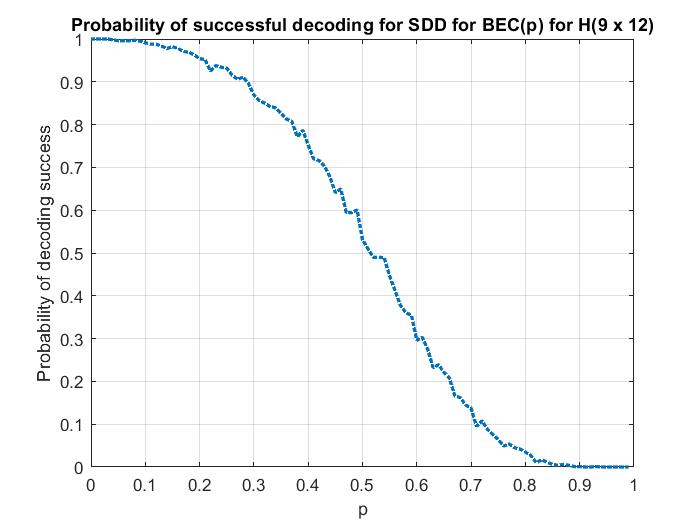 Probability of successful decoding for SDD for BEC(p) for H(9 x 12)
Probability of decoding success
1
0.9
0.8
0.7
0.6
0.5
0.4
0.3
0.2
0.1
0
0 0.1 0.2 0.3 0.4 0.5 0.6 0.7 0.8 0.9 1
p